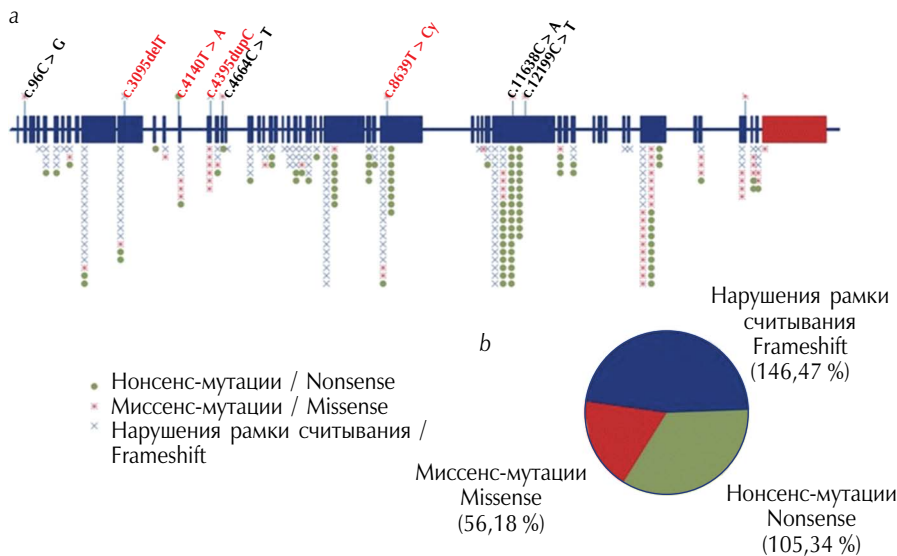 a
c.96C > G
c.3095delT
c.4140T > A
c.4395dupC
c.4664C > T
c.8639T > Cy
c.11638C > A
c.12199C > T
b
Нарушения рамки
считывания
Frameshift
(146,47 %)
Нонсенс-мутации / Nonsense
Миссенс-мутации / Missense
Нарушения рамки считывания /
Frameshift
Миссенс-мутации
Missense
(56,18 %)
Нонсенс-мутации
Nonsense
(105,34 %)